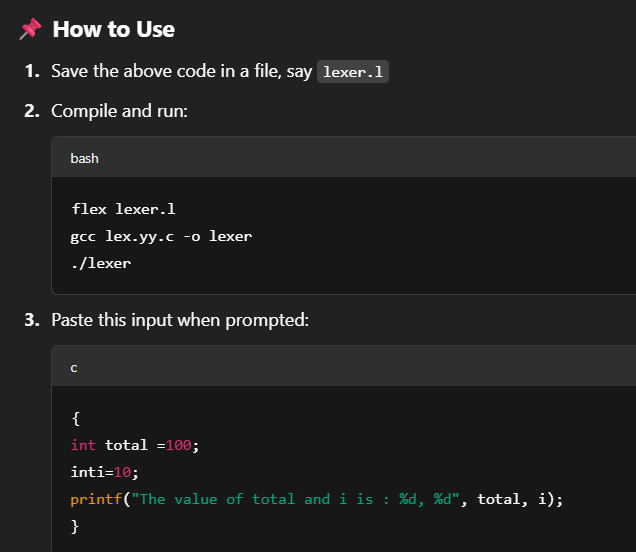 📌 How to Use
1. Save the above code in a file, say lexer.l
2. Compile and run:
bash
flex lexer.l
gcc lex.yy.c -o lexer
./lexer
3. Paste this input when prompted:
c
{
int total =100;
inti=10;
printf("The value of total and i is : %d, %d", total, i);
}